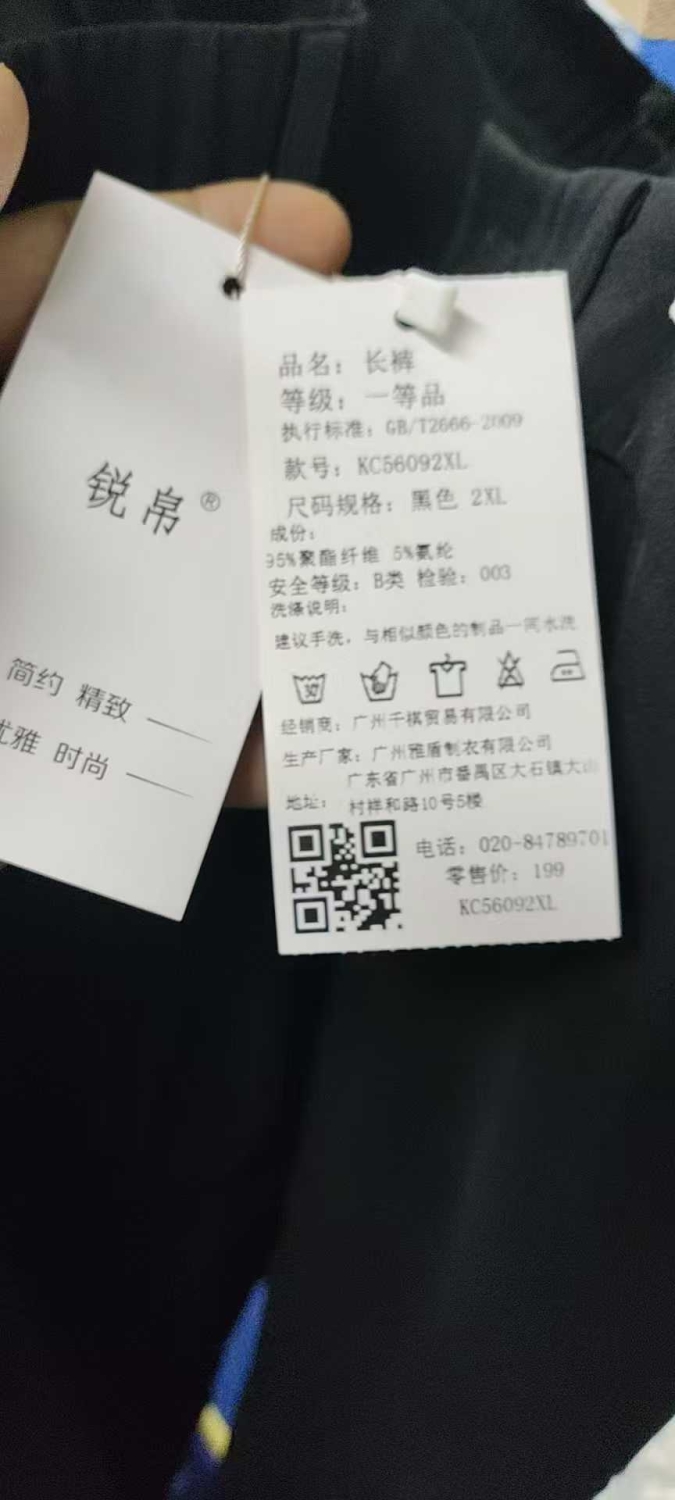 锐帛®
简约 精致
优雅 时尚
品名：长裤
等级：一等品
执行标准：GB/T2666-2009
款号：KC56092XL
尺码规格：黑色 2XL
成份：
95%聚酯纤维 5%氨纶
安全等级：B类 检验：003
洗涤说明：
建议手洗，与相似颜色的制品一同水洗
30
经销商：广州千棋贸易有限公司
生产厂家：广州雅盾制衣有限公司
广东省广州市番禺区大石镇大山
地址：村祥和路10号5楼
电话：020-84789701
零售价：199
KC56092XL